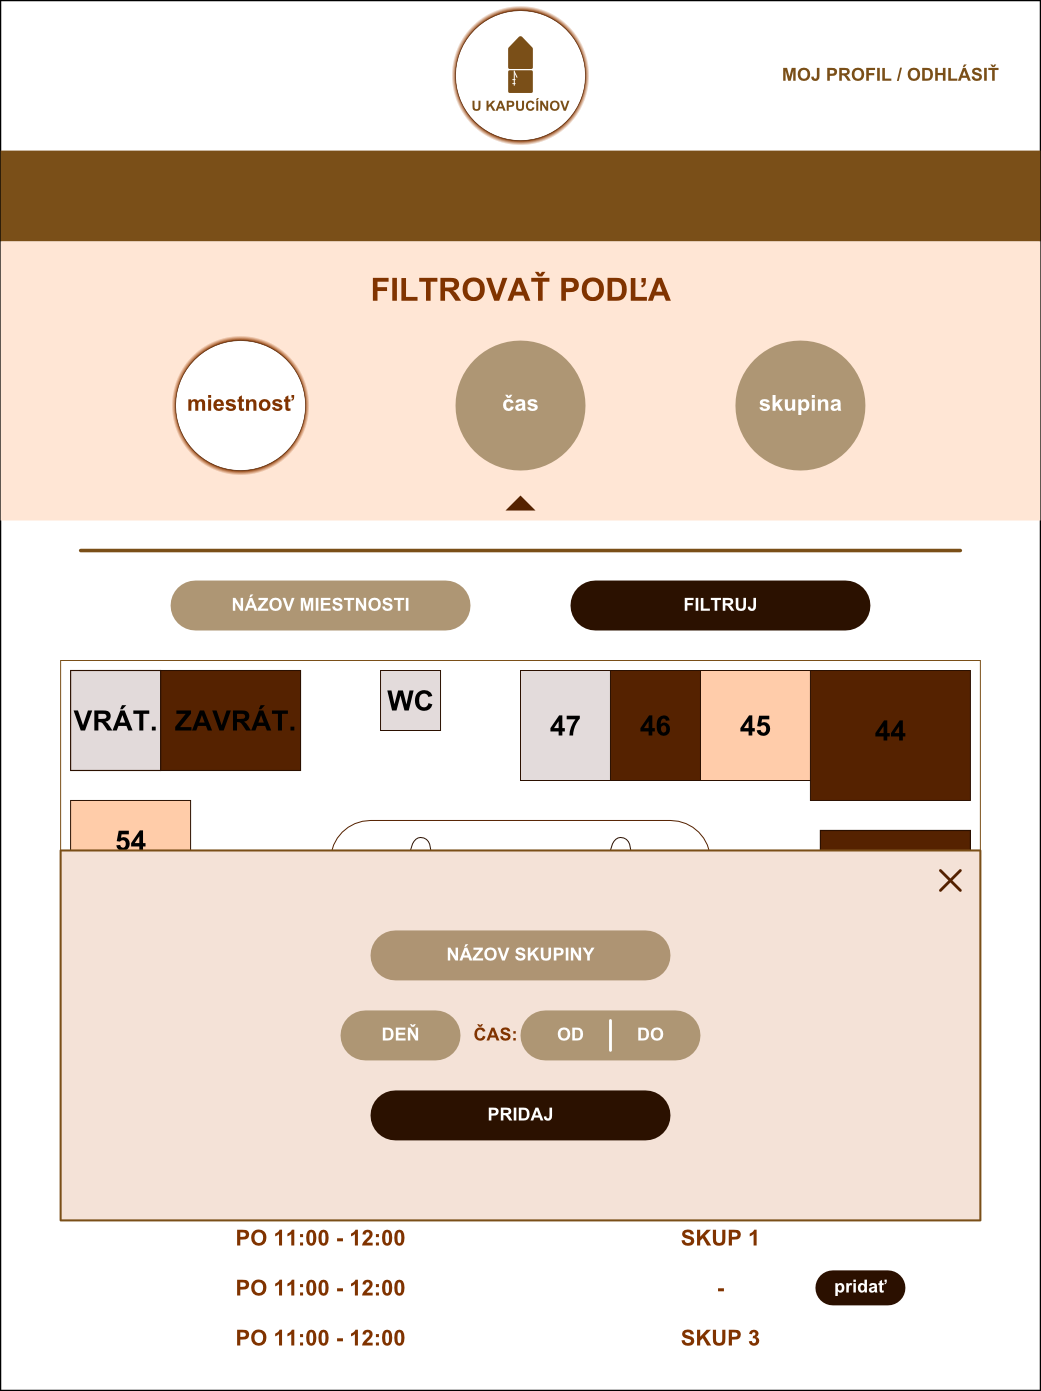 U KAPUCÍNOV
MOJ PROFIL / ODHLÁSIŤ
FILTROVAŤ PODĽA
miestnosť
čas
skupina
NÁZOV MIESTNOSTI
FILTRUJ
VRÁT.
ZAVRÁT.
WC
47
46
45
44
54
NÁZOV SKUPINY
DEŇ
ČAS:
OD
DO
PRIDAJ
PO 11:00 - 12:00
SKUP 1
PO 11:00 - 12:00
-
pridať
PO 11:00 - 12:00
SKUP 3